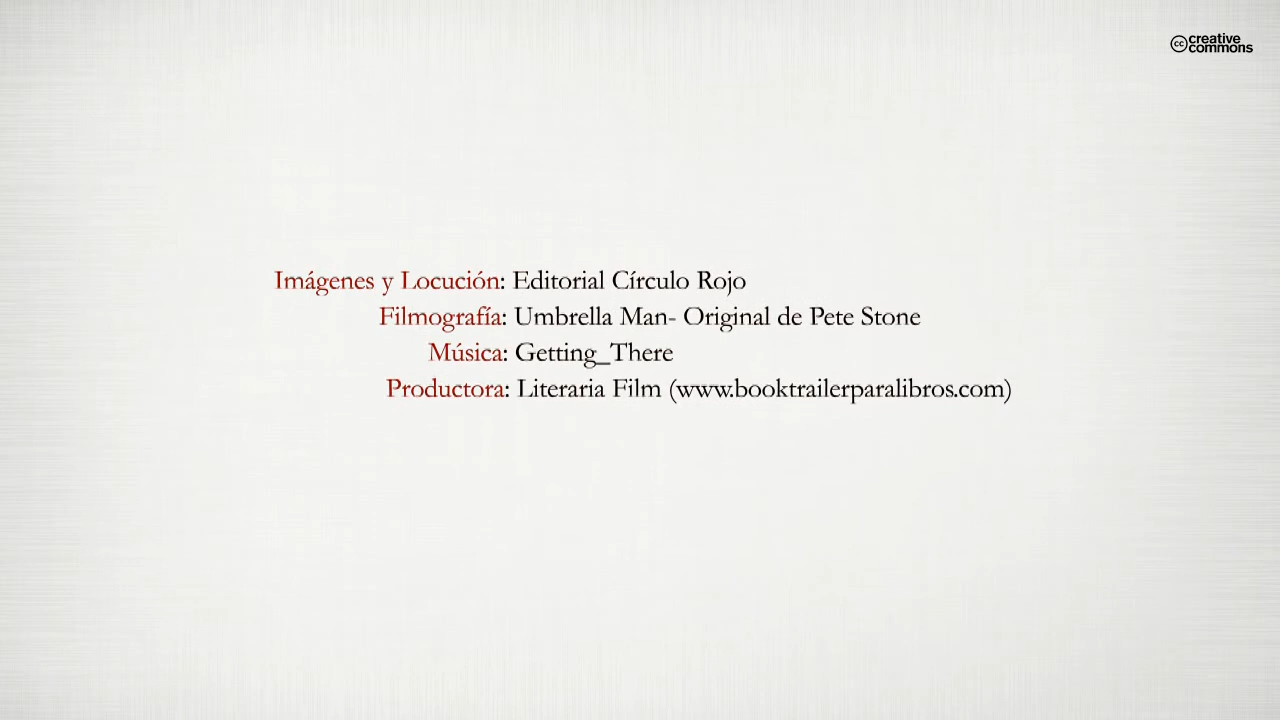 creative
commons
Imágenes y Locución: Editorial Círculo Rojo
Filmografía: Umbrella Man- Original de Pete Stone
Música: Getting_There
Productora: Literaria Film (www.booktrailerparalibros.com)